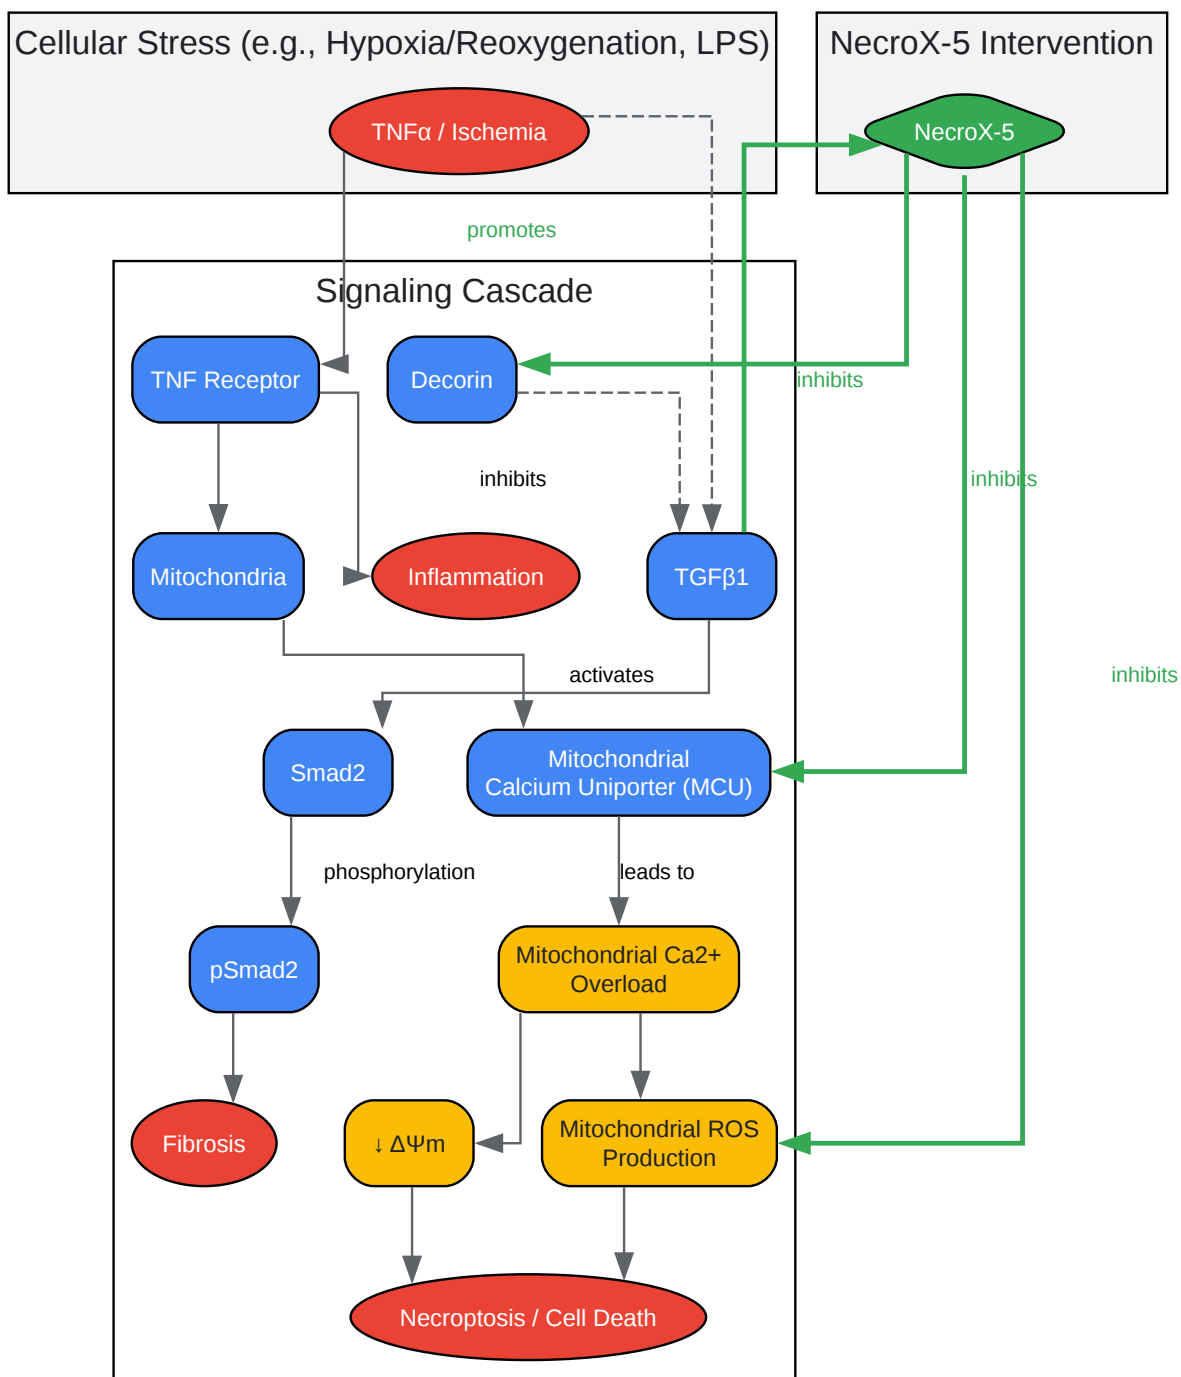 Cellular Stress (e.g., Hypoxia/Reoxygenation, LPS)
NecroX-5 Intervention
TNFα / Ischemia
NecroX-5
promotes
Signaling Cascade
TNF Receptor
Decorin
inhibits
inhibits
inhibits
Mitochondria
Inflammation
TGFβ1
activates
inhibits
Smad2
Mitochondrial
Calcium Uniporter (MCU)
phosphorylation
leads to
pSmad2
Mitochondrial Ca2+
Overload
Fibrosis
↓ ΔΨm
Mitochondrial ROS
Production
Necroptosis / Cell Death